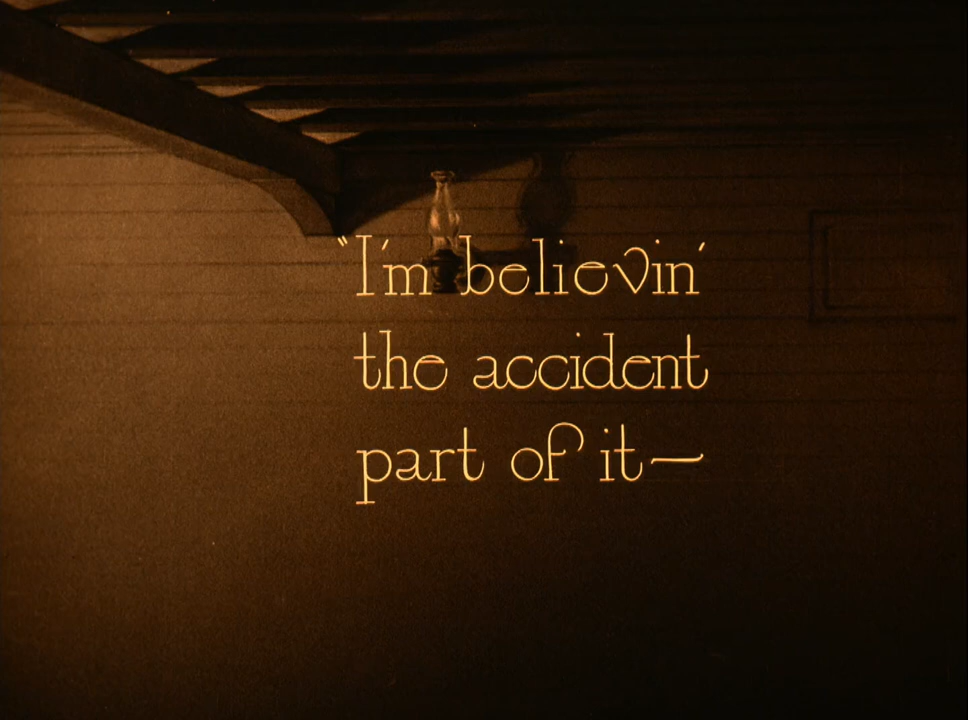 "I'm believin'
the accident
part of it—